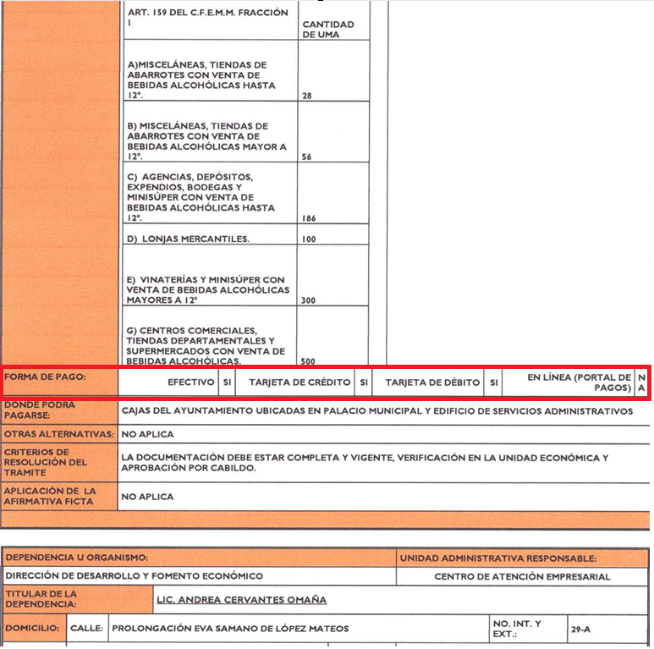 ART. 159 DEL C.F.E.M.M. FRACCIÓN
I
CANTIDAD
DE UMA
A)MISCELÁNEAS, TIENDAS DE
ABARROTES CON VENTA DE
BEBIDAS ALCOHÓLICAS HASTA
12°.
28
B) MISCELÁNEAS, TIENDAS DE
ABARROTES CON VENTA DE
BEBIDAS ALCOHÓLICAS MAYOR A
12°.
56
C) AGENCIAS, DEPÓSITOS,
EXPENDIOS, BODEGAS Y
MINISÚPER CON VENTA DE
BEBIDAS ALCOHÓLICAS HASTA
12°.
186
D) LONJAS MERCANTILES.
100
E) VINATERÍAS Y MINISÚPER CON
VENTA DE BEBIDAS ALCOHÓLICAS
MAYORES A 12°
300
G) CENTROS COMERCIALES,
TIENDAS DEPARTAMENTALES Y
SUPERMERCADOS CON VENTA DE
BEBIDAS ALCOHÓLICAS.
500
FORMA DE PAGO:
EFECTIVO
SI
TARJETA DE CRÉDITO
SI
TARJETA DE DÉBITO
SI
EN LÍNEA (PORTAL DE
PAGOS)
N
A
DONDE PODRA
PAGARSE:
CAJAS DEL AYUNTAMIENTO UBICADAS EN PALACIO MUNICIPAL Y EDIFICIO DE SERVICIOS ADMINISTRATIVOS
OTRAS ALTERNATIVAS:
NO APLICA
CRITERIOS DE
RESOLUCIÓN DEL
TRAMITE
LA DOCUMENTACIÓN DEBE ESTAR COMPLETA Y VIGENTE, VERIFICACIÓN EN LA UNIDAD ECONÓMICA Y
APROBACIÓN POR CABILDO.
APLICACIÓN DE LA
AFIRMATIVA FICTA
NO APLICA
DEPENDENCIA U ORGANISMO:
UNIDAD ADMINISTRATIVA RESPONSABLE:
DIRECCIÓN DE DESARROLLO Y FOMENTO ECONÓMICO
CENTRO DE ATENCIÓN EMPRESARIAL
TITULAR DE LA
DEPENDENCIA:
LIC. ANDREA CERVANTES OMAÑA
DOMICILIO:
CALLE:
PROLONGACIÓN EVA SAMANO DE LÓPEZ MATEOS
NO. INT. Y
EXT.:
29-A